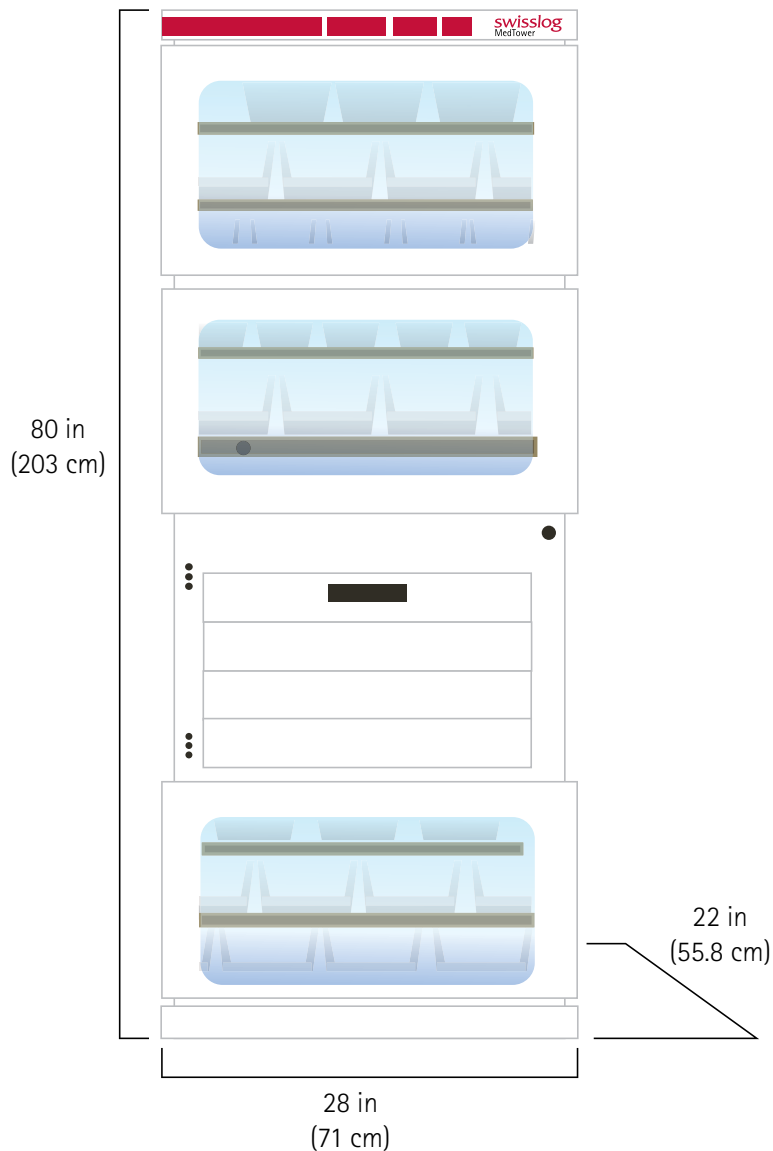 swisslog
MedTower
80 in
(203 cm)
22 in
(55.8 cm)
28 in
(71 cm)